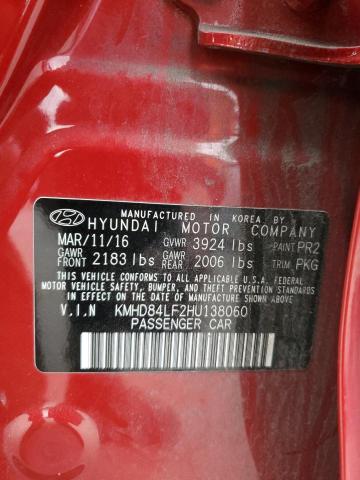 MANUFACTURED IN KOREA BY
HYUNDAI MOTOR COMPANY
MAR/11/16 GVWR 3924 lbs PAINT PR2
GAWR FRONT 2183 lbs GAWR REAR 2006 lbs TRIM PKG
THIS VEHICLE CONFORMS TO ALL APPLICABLE U.S.A. FEDERAL
MOTOR VEHICLE SAFETY, BUMPER, AND THEFT PREVENTION
STANDARDS IN EFFECT ON THE DATE OF MANUFACTURE SHOWN ABOVE.
V.I.N KMHD84LF2HU138060
PASSENGER CAR